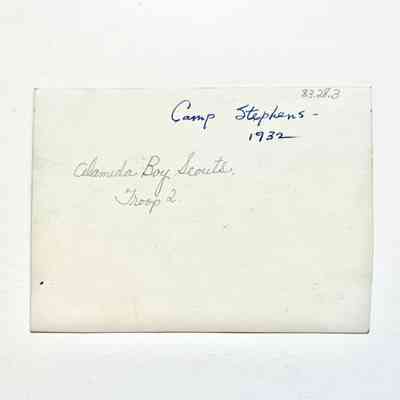 83.28.3
Camp Stephens -
1932
Alameda Boy Scouts.
Troop 2.